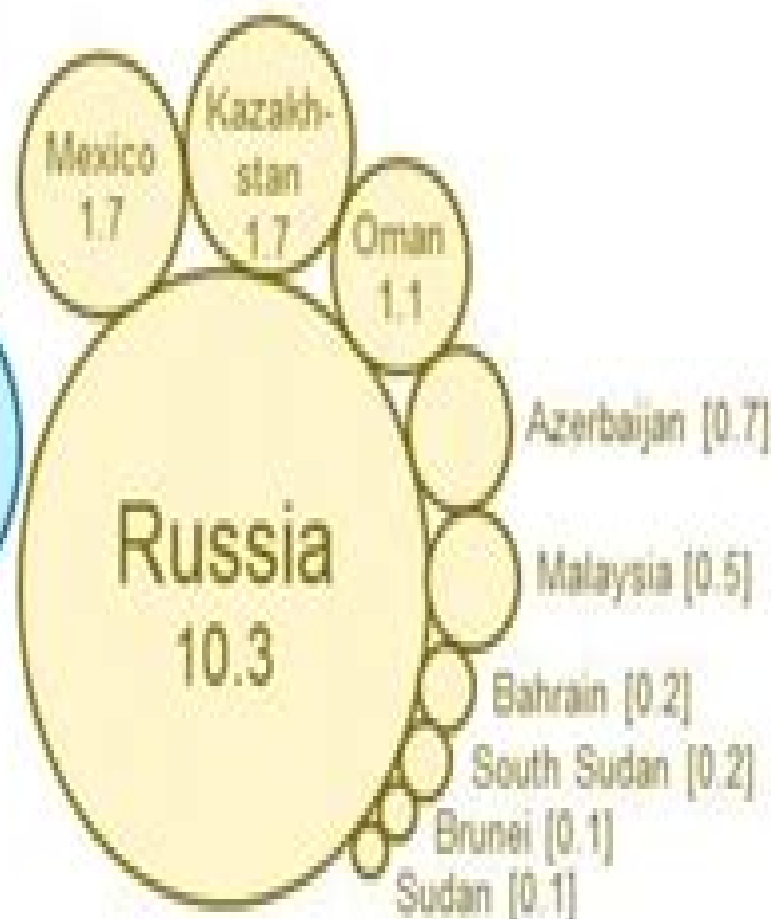 Mexico
1.7
Kazakh-
stan
1.7
Oman
1.1
Azerbaijan [0.7]
Russia
10.3
Malaysia [0.5]
Bahrain [0.2]
South Sudan [0.2]
Brunei [0.1]
Sudan [0.1]